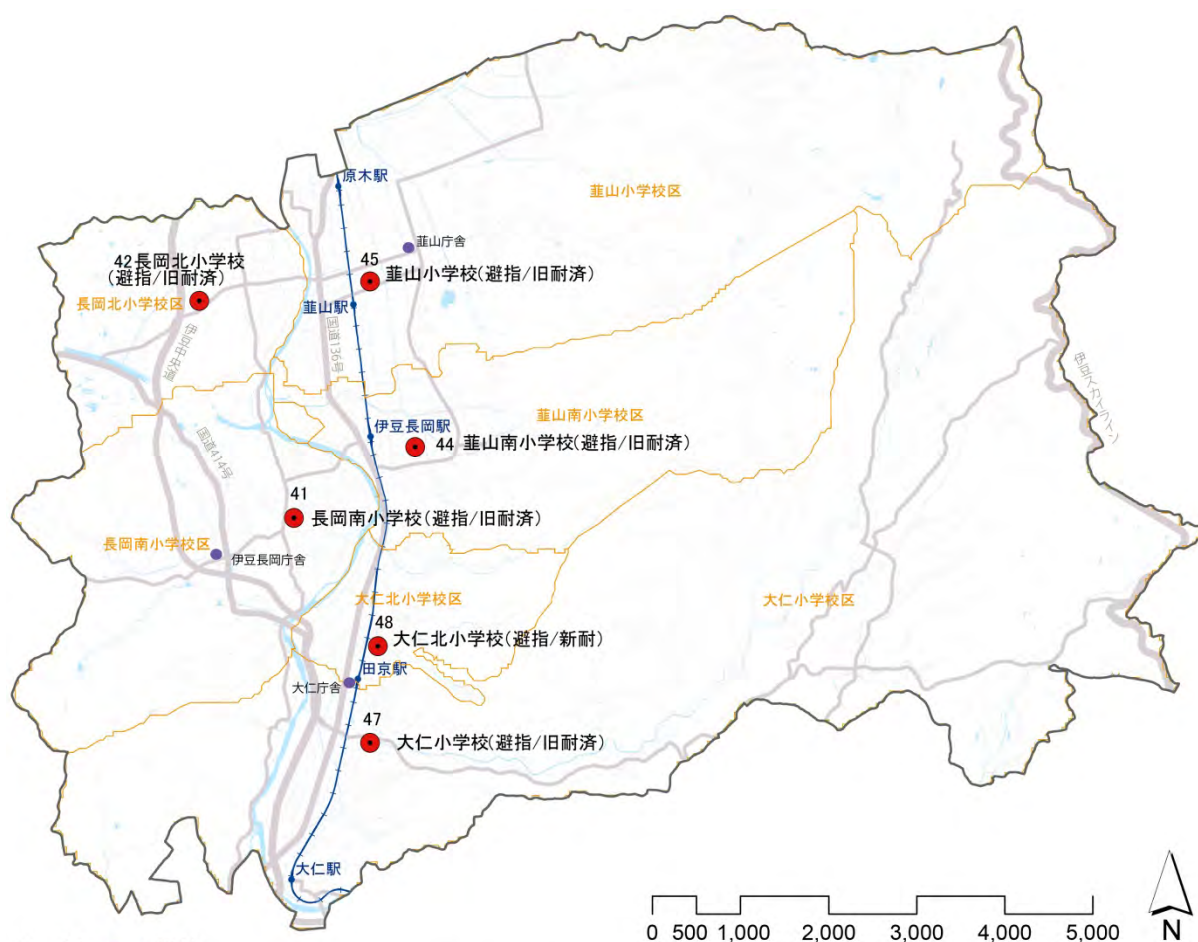 原木駅
韮山小学校区
韮山庁舎
42長岡北小学校
(避指/旧耐済)
45
韮山小学校(避指/旧耐済)
長岡北小学校区
韮山駅
国道136号
伊豆中央道
伊豆スカイライン
韮山南小学校区
伊豆長岡駅
44 韮山南小学校(避指/旧耐済)
国道414号
41
長岡南小学校(避指/旧耐済)
長岡南小学校区
伊豆長岡庁舎
大仁北小学校区
大仁小学校区
48
大仁北小学校(避指/新耐)
田京駅
大仁庁舎
47
大仁小学校(避指/旧耐済)
大仁駅
0 500 1,000 2,000 3,000 4,000 5,000
N